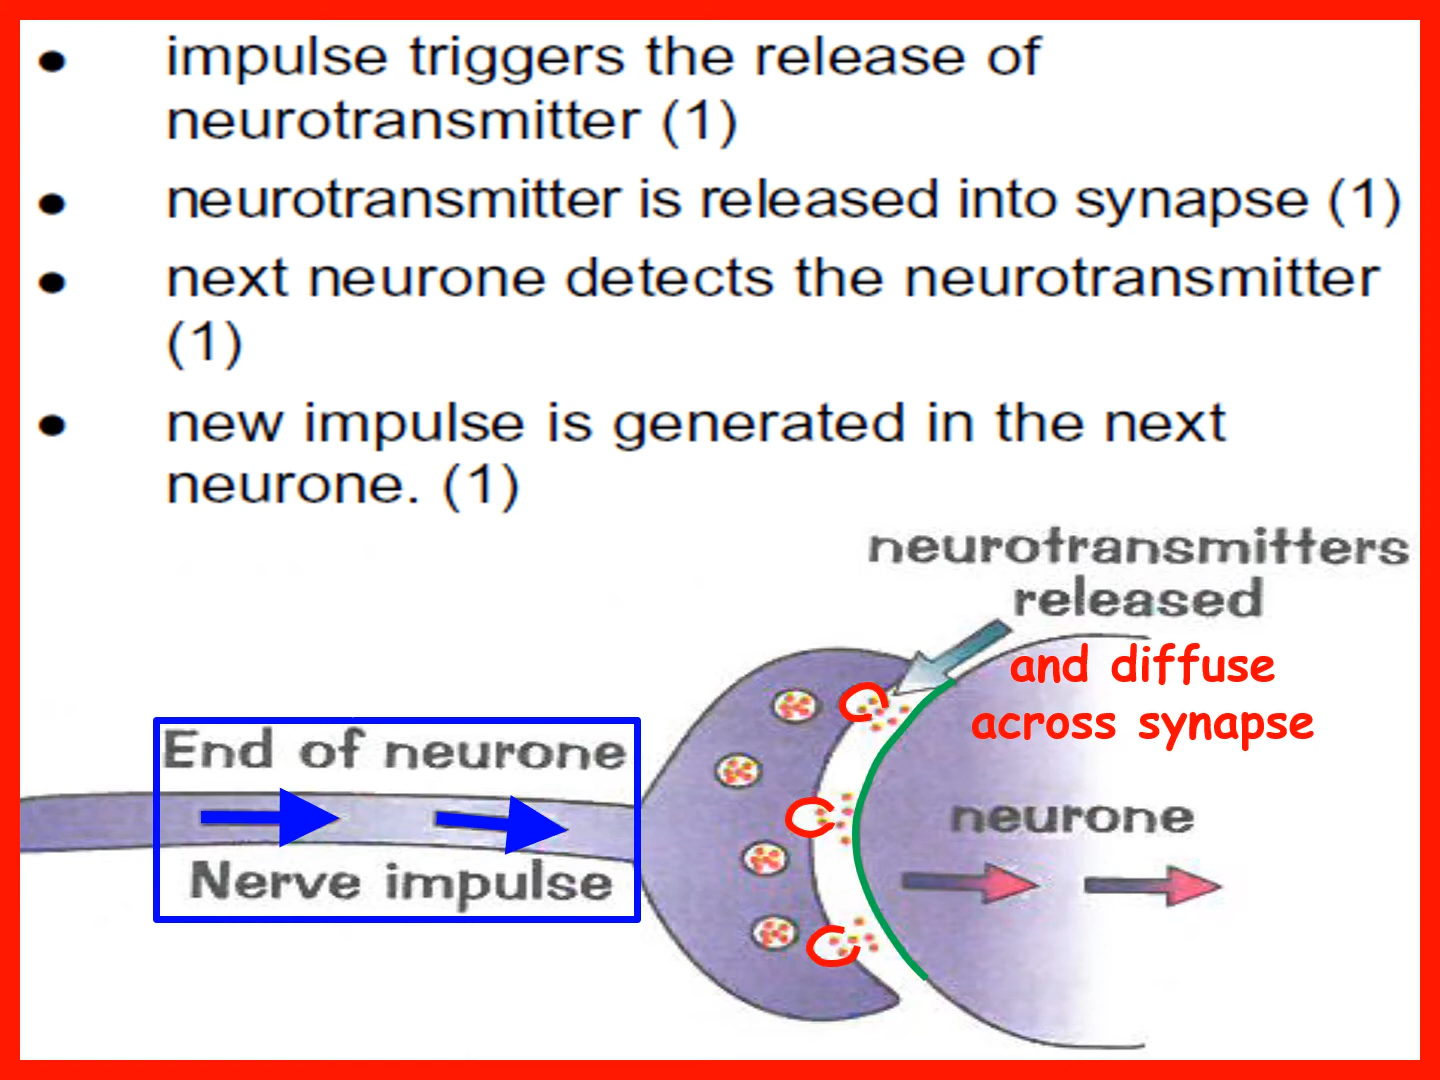 • impulse triggers the release of
neurotransmitter (1)
• neurotransmitter is released into synapse (1)
• next neurone detects the neurotransmitter
(1)
• new impulse is generated in the next
neurone. (1)
neurotransmitters
released
and diffuse
across synapse
End of neurone
neurone
Nerve impulse